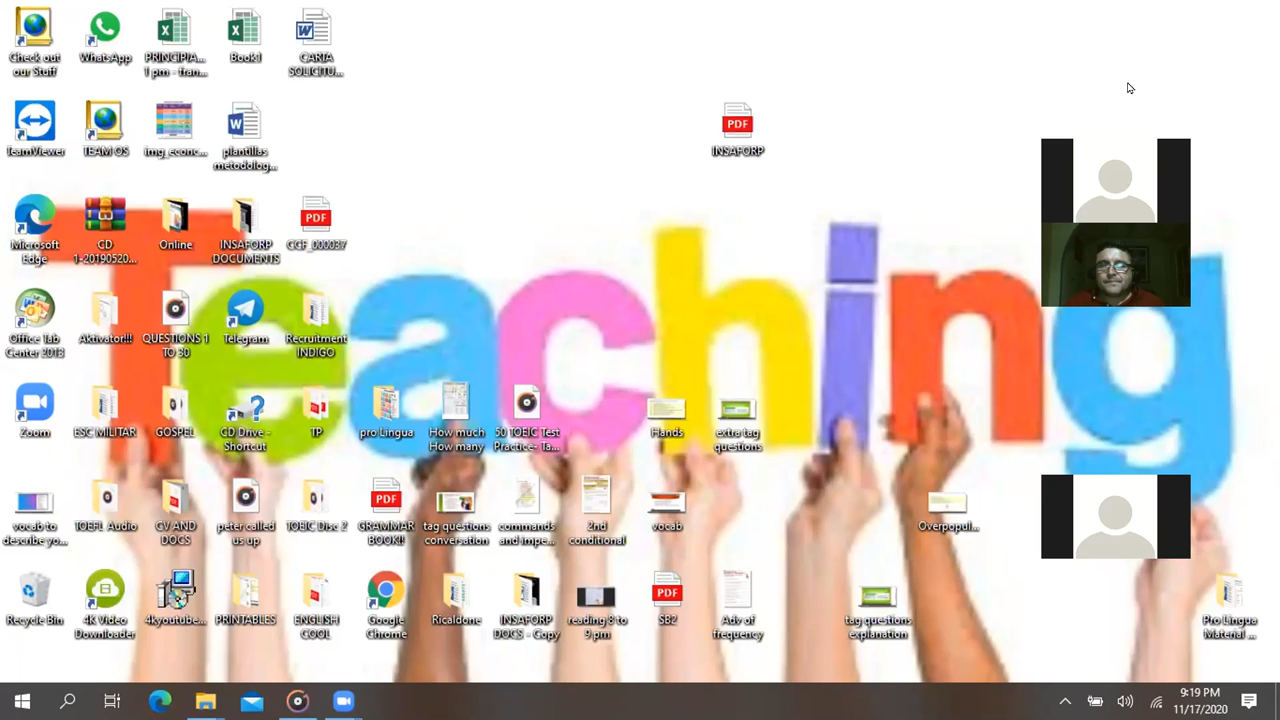 Check out
our Stuff
WhatsApp
PRINCIPIA...
1 pm - fran...
Book1
CARTA
SOLICITU...
TeamViewer
TEAM OS
img_econc...
plantillas
metodolog...
PDF
INSAFORP
Microsoft
Edge
CD
1-20190520...
Online
INSAFORP
DOCUMENTS
PDF
CCF_000037
Teaching
Office Tab
Center 2013
Aktivator!!!
QUESTIONS 1
TO 30
Telegram
Recruitment
INDIGO
Zoom
ESC MILITAR
GOSPEL
CD Drive -
Shortcut
TP
pro Lingua
How much
How many
50 TOEIC Test
Practice- Ta...
Hands
extra tag
questions
vocab to
describe yo...
TOEFL Audio
CV AND
DOCS
peter called
us up
TOEIC Disc 2
PDF
GRAMMAR
BOOK!!
tag questions
conversation
commands
and impe...
2nd
conditional
vocab
Overpopul...
Recycle Bin
4K Video
Downloader
4kyoutube...
PRINTABLES
ENGLISH
COOL
Google
Chrome
Ricaldone
INSAFORP
DOCS - Copy
reading 8 to
9 pm
PDF
SB2
Adv of
frequency
tag questions
explanation
Pro Lingua
Material ...
9:19 PM
11/17/2020